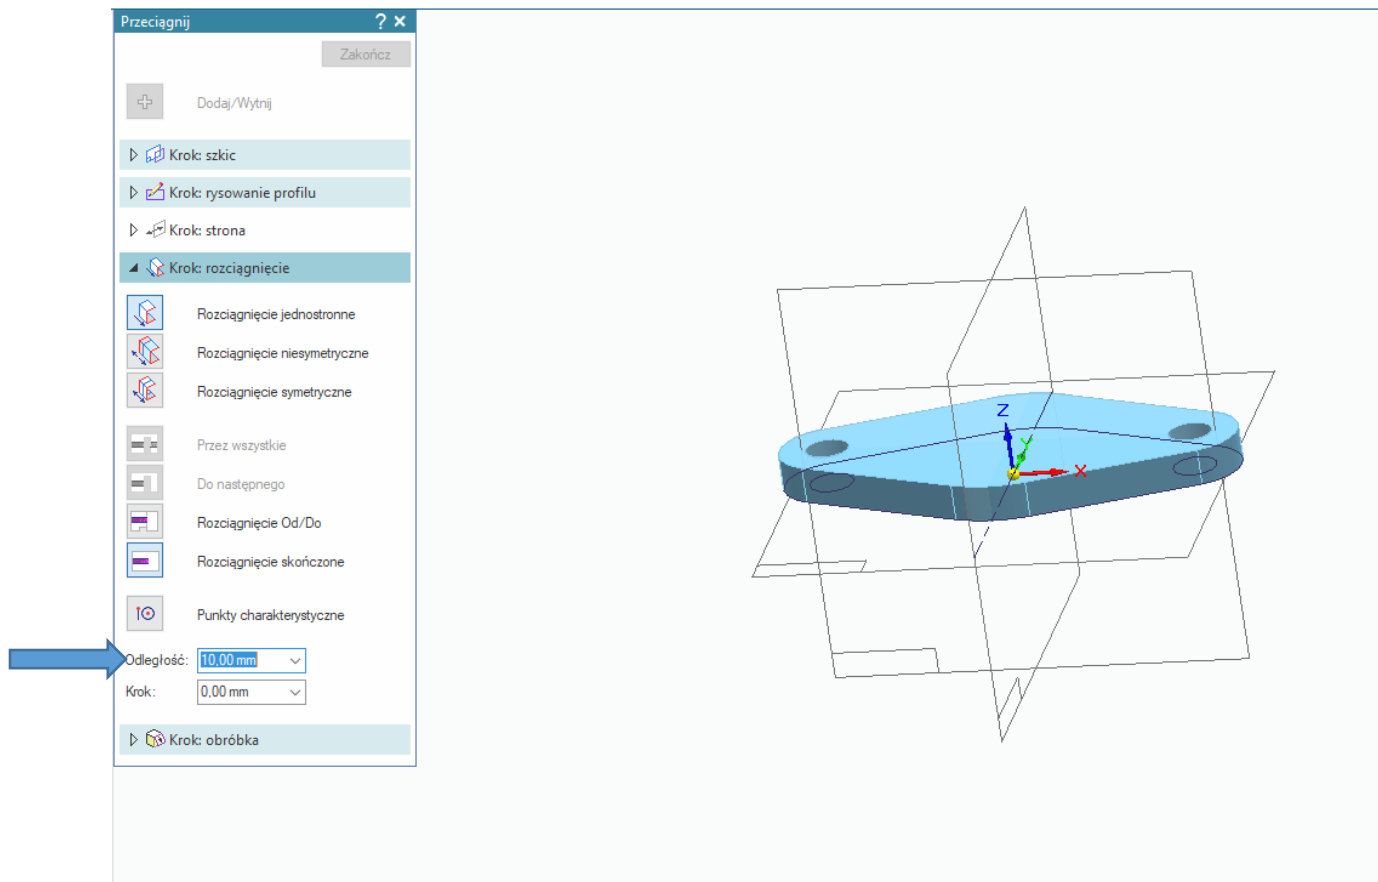 Przeciągnij ? ×
Zakończ
Dodaj/Wytnij
Krok: szkic
Krok: rysowanie profilu
Krok: strona
Krok: rozciągnięcie
Rozciągnięcie jednostronne
Rozciągnięcie niesymetryczne
Rozciągnięcie symetryczne
Przez wszystkie
Do następnego
Rozciągnięcie Od/Do
Rozciągnięcie skończone
Punkty charakterystyczne
Odległość: 10,00 mm
Krok: 0,00 mm
Krok: obróbka
Z
Y
X